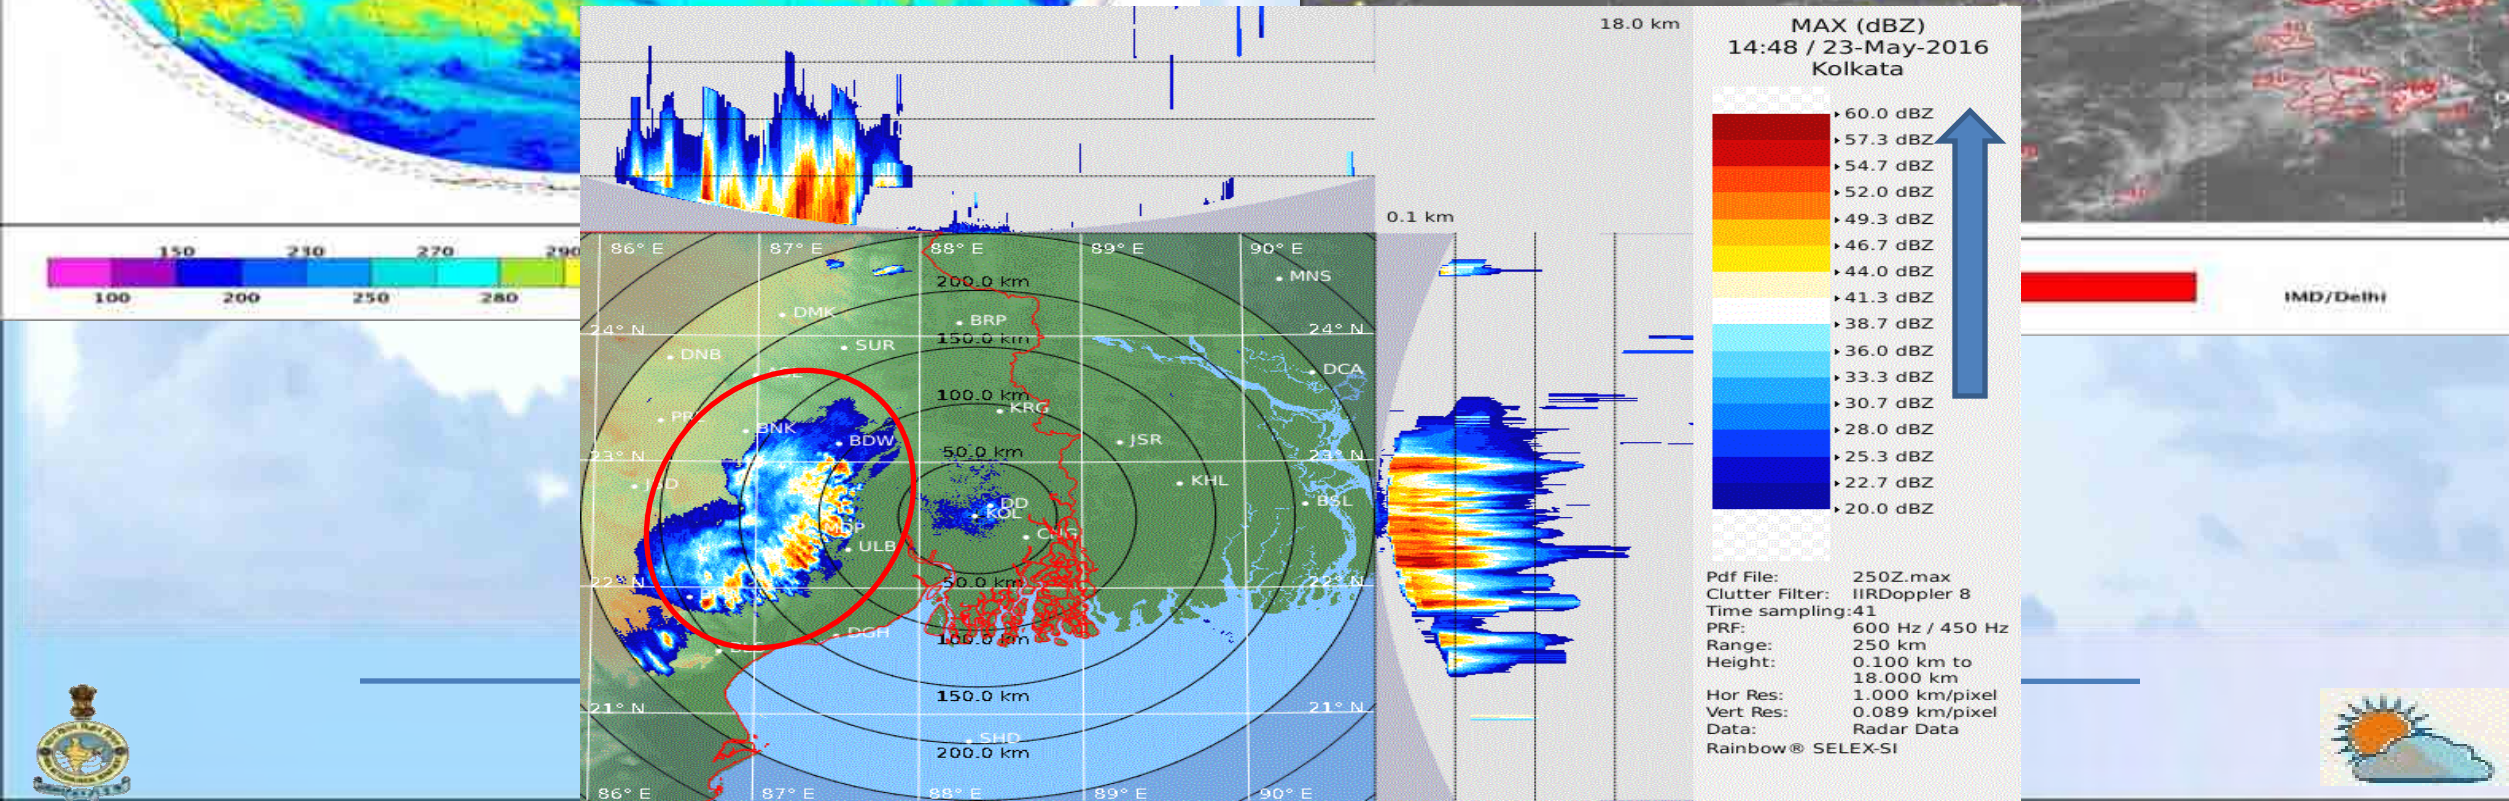 18.0 km
MAX (dBZ)
14:48 / 23-May-2016
Kolkata
60.0 dBZ
57.3 dBZ
54.7 dBZ
52.0 dBZ
49.3 dBZ
46.7 dBZ
44.0 dBZ
41.3 dBZ
38.7 dBZ
36.0 dBZ
33.3 dBZ
30.7 dBZ
28.0 dBZ
25.3 dBZ
22.7 dBZ
20.0 dBZ
0.1 km
150 230 270 290
100 200 250 280
IMD/Delhi
86° E 87° E 88° E 89° E 90° E
MNS
200.0 km
DMK
BRP
24° N 24° N
150.0 km
SUR
DNB
DCA
100.0 km
KRG
BNK
BDW
JSR
50.0 km
23° N 23° N
KHL
BSL
DD
KOL
ULB
22° N 22° N
50.0 km
DGH
100.0 km
150.0 km
21° N 21° N
SHD
200.0 km
86° E 87° E 88° E 89° E 90° E
Pdf File: 250Z.max
Clutter Filter: IIRDoppler 8
Time sampling:41
PRF: 600 Hz / 450 Hz
Range: 250 km
Height: 0.100 km to
18.000 km
Hor Res: 1.000 km/pixel
Vert Res: 0.089 km/pixel
Data: Radar Data
Rainbow® SELEX-SI